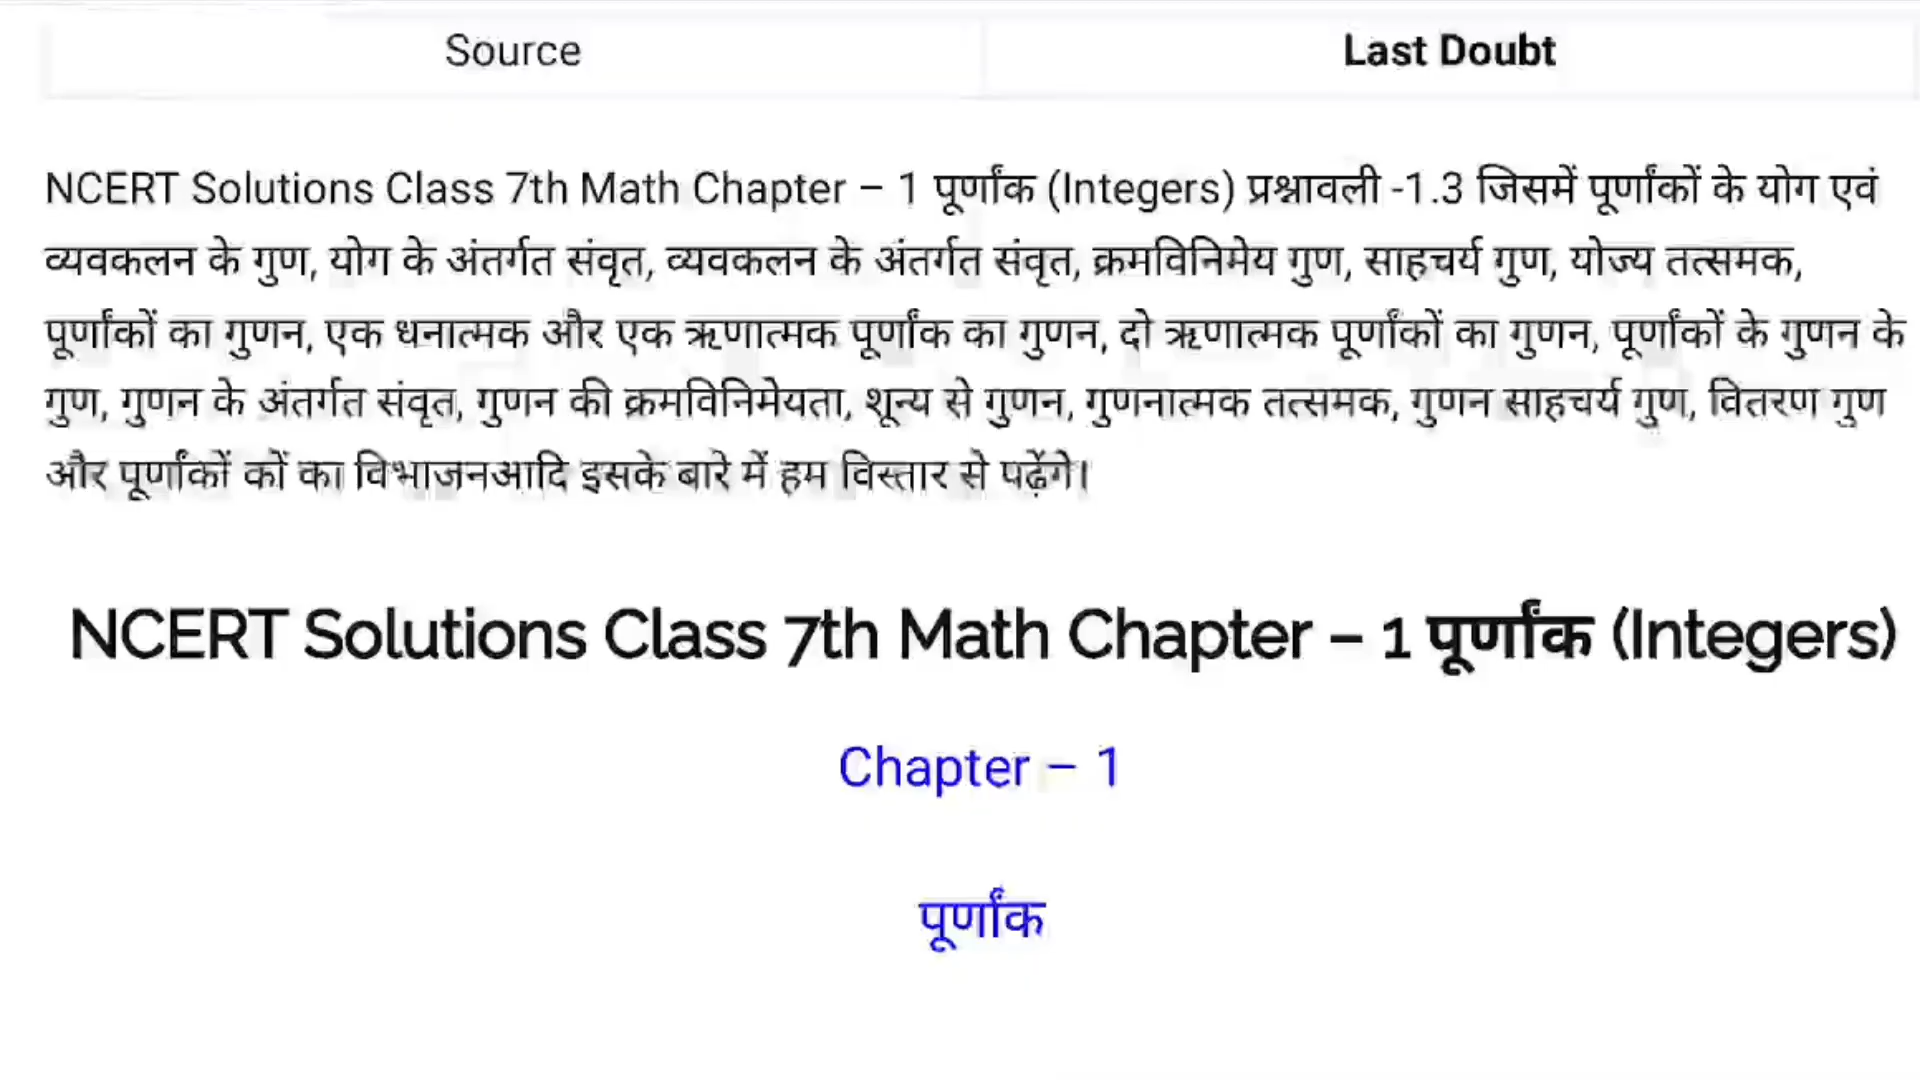 Source
Last Doubt
NCERT Solutions Class 7th Math Chapter – 1 पूर्णांक (Integers) प्रश्नावली -1.3 जिसमें पूर्णांकों के योग एवं
व्यवकलन के गुण, योग के अंतर्गत संवृत, व्यवकलन के अंतर्गत संवृत, क्रमविनिमेय गुण, साहचर्य गुण, योज्य तत्समक,
पूर्णांकों का गुणन, एक धनात्मक और एक ऋणात्मक पूर्णांक का गुणन, दो ऋणात्मक पूर्णांकों का गुणन, पूर्णांकों के गुणन के
गुण, गुणन के अंतर्गत संवृत, गुणन की क्रमविनिमेयता, शून्य से गुणन, गुणनात्मक तत्समक, गुणन साहचर्य गुण, वितरण गुण
और पूर्णांकों कों का विभाजनआदि इसके बारे में हम विस्तार से पढ़ेंगे।
NCERT Solutions Class 7th Math Chapter – 1 पूर्णांक (Integers)
Chapter – 1
पूर्णांक